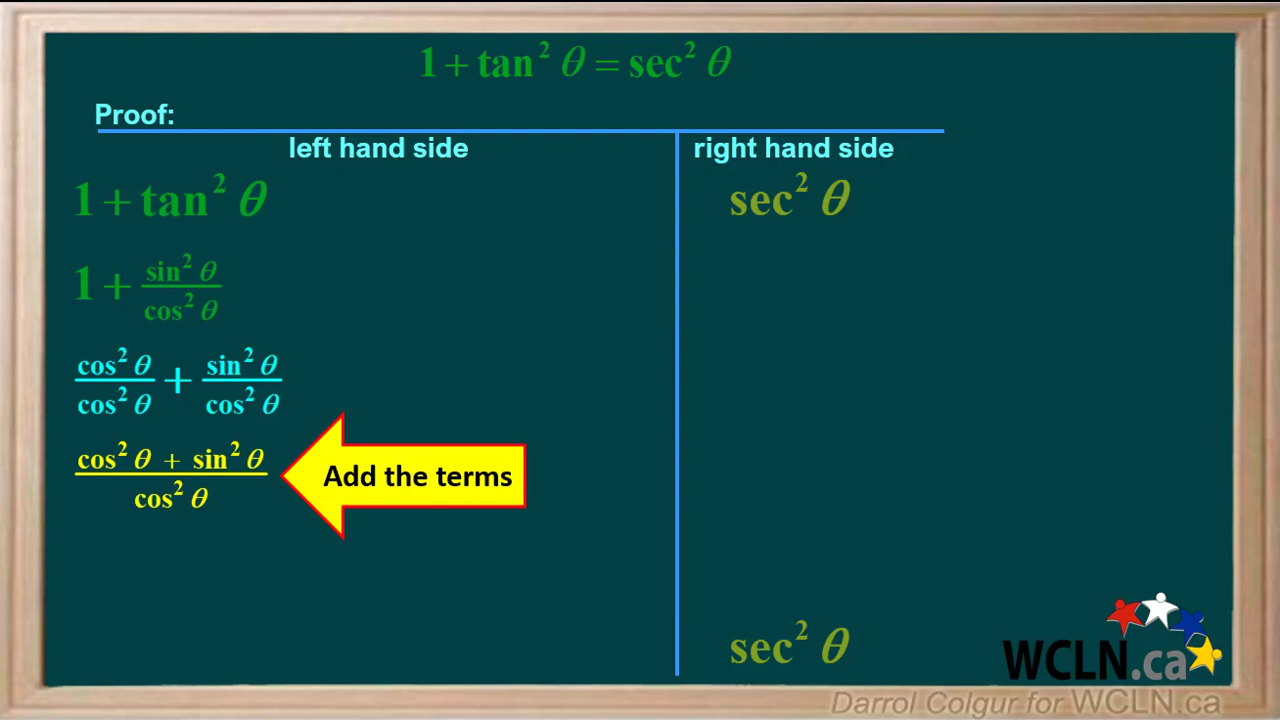 1 + tan² θ = sec² θ
Proof:
left hand side
right hand side
1 + tan² θ
sec² θ
1 + sin² θ / cos² θ
cos² θ / cos² θ + sin² θ / cos² θ
cos² θ + sin² θ / cos² θ
Add the terms
sec² θ
WCLN.ca
Darrol Colgur for WCLN.ca